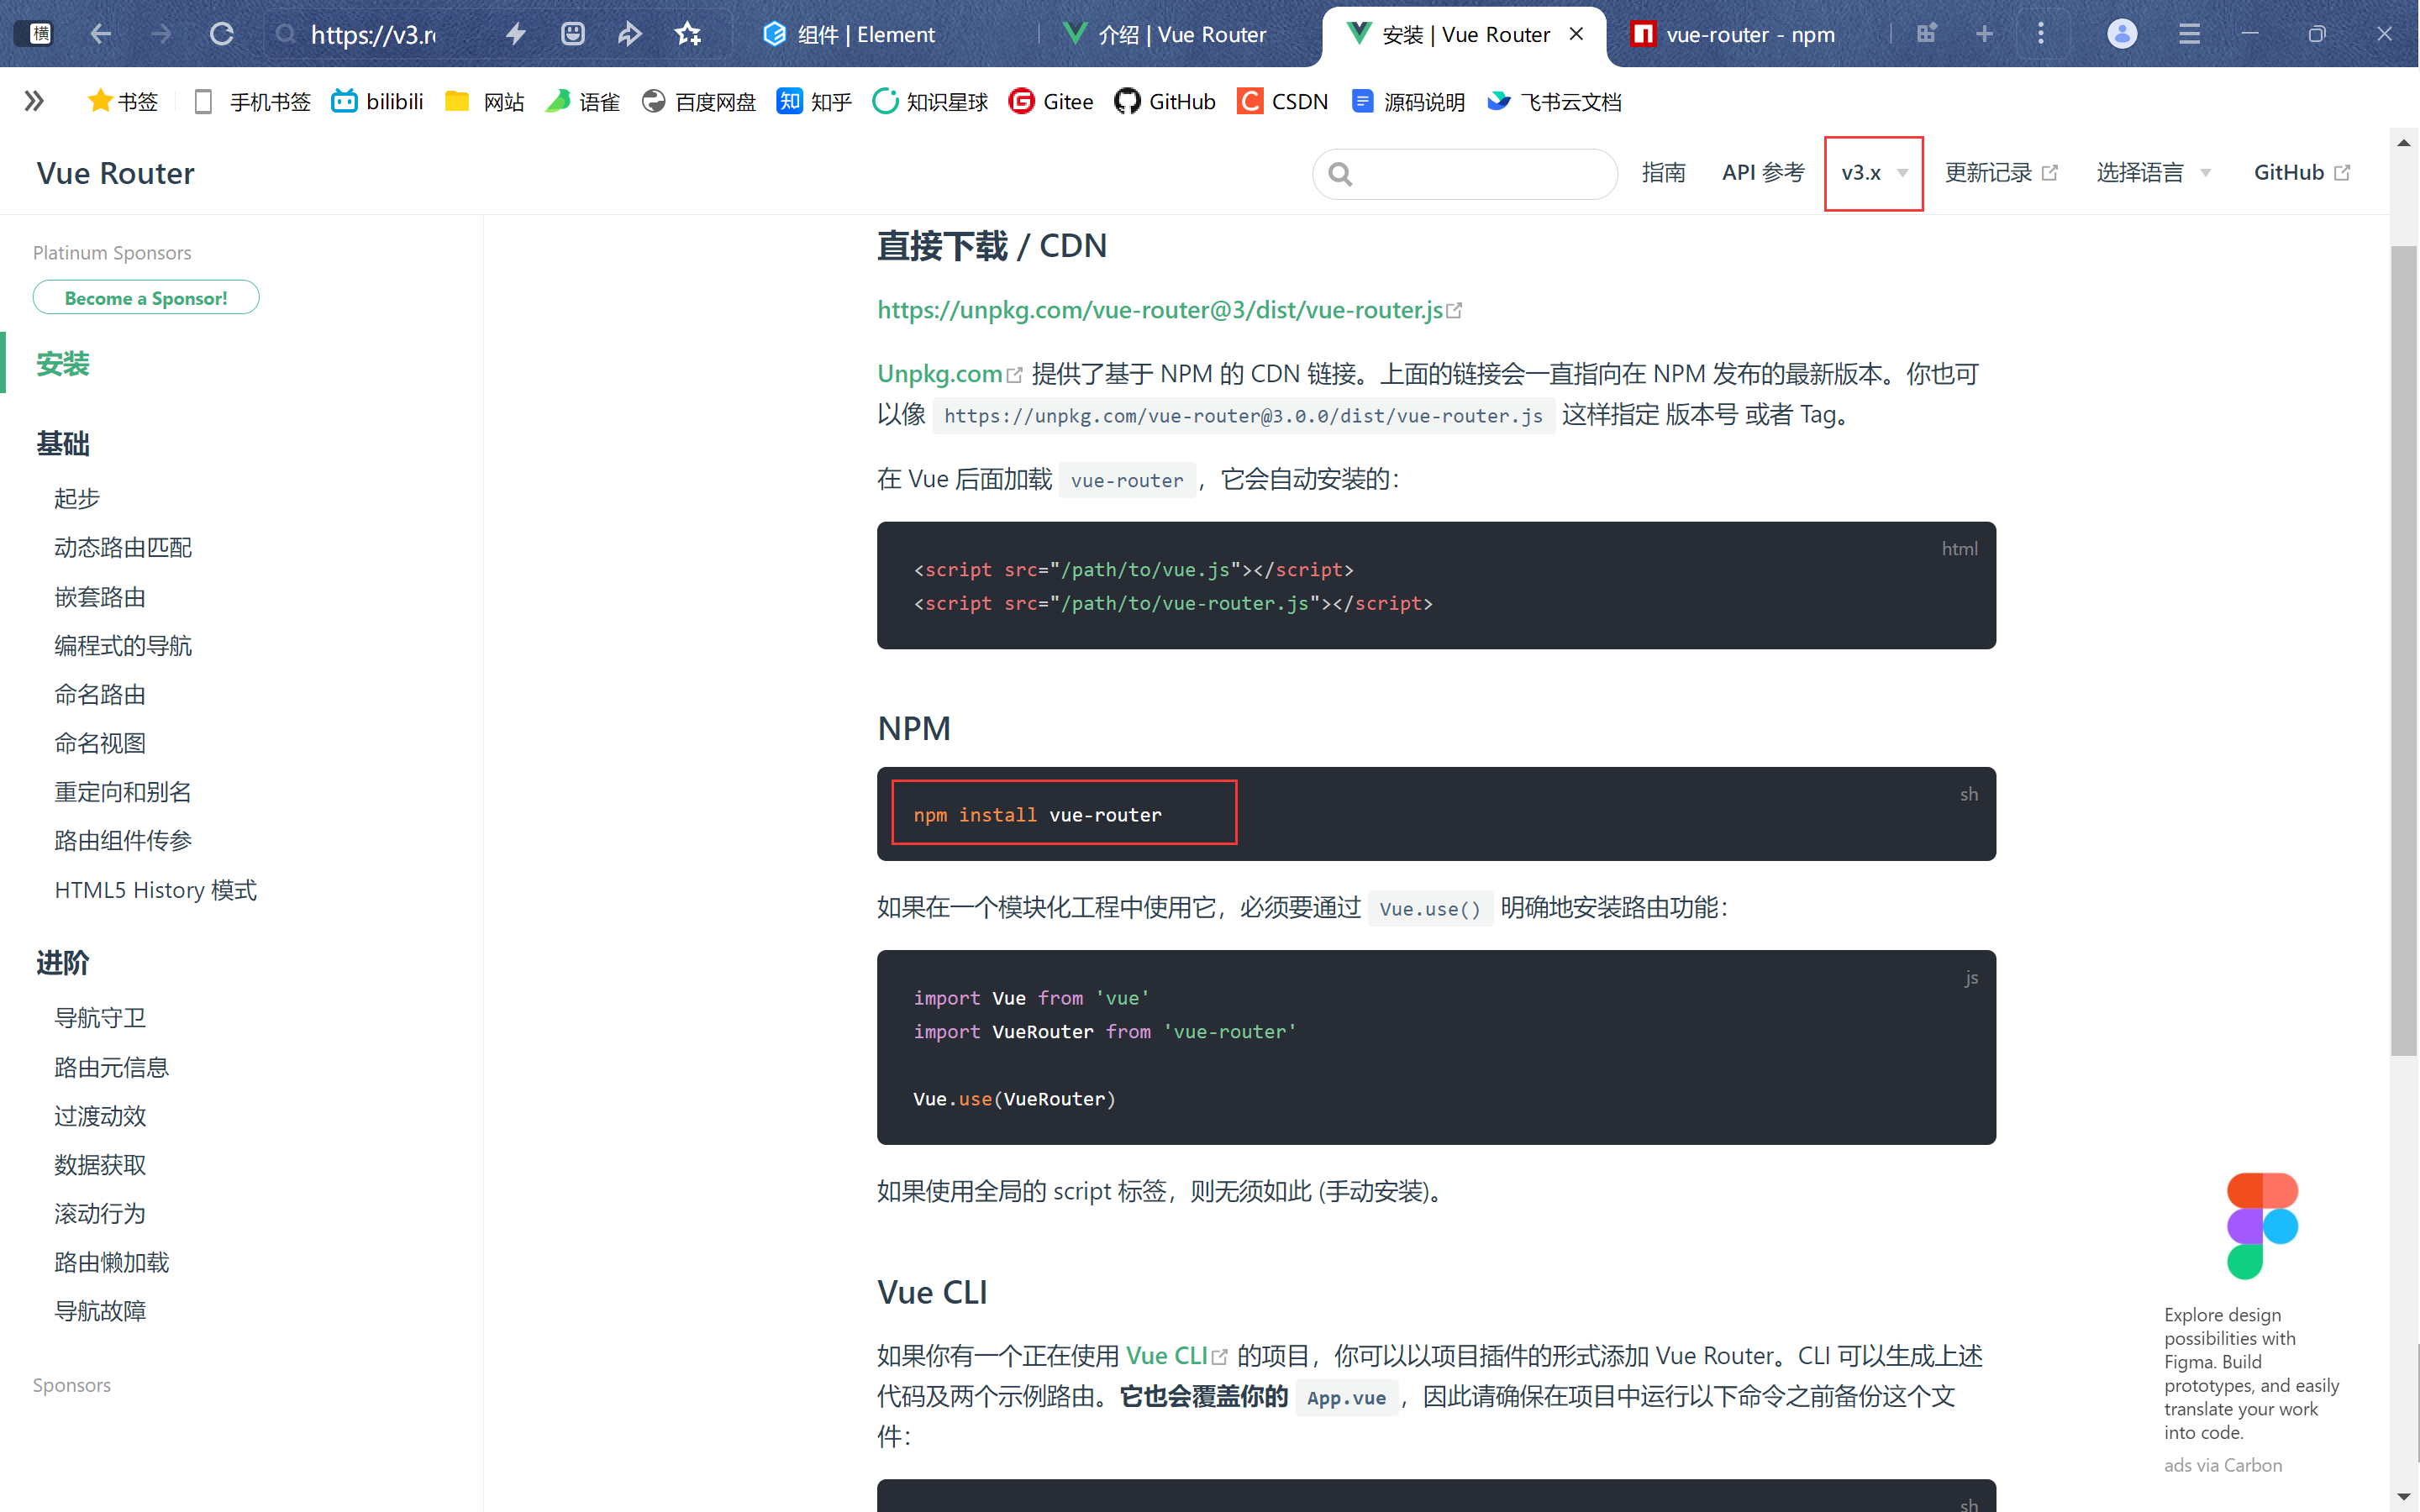 横
https://v3.r
组件 | Element
介绍 | Vue Router
安装 | Vue Router
vue-router - npm
书签
手机书签
bilibili
网站
语雀
百度网盘
知 知乎
知识星球
Gitee
GitHub
CSDN
源码说明
飞书云文档
Vue Router
指南
API 参考
v3.x
更新记录
选择语言
GitHub
Platinum Sponsors
Become a Sponsor!
安装
基础
起步
动态路由匹配
嵌套路由
编程式的导航
命名路由
命名视图
重定向和别名
路由组件传参
HTML5 History 模式
进阶
导航守卫
路由元信息
过渡动效
数据获取
滚动行为
路由懒加载
导航故障
Sponsors
直接下载 / CDN
https://unpkg.com/vue-router@3/dist/vue-router.js
Unpkg.com 提供了基于 NPM 的 CDN 链接。上面的链接会一直指向在 NPM 发布的最新版本。你也可
以像 https://unpkg.com/vue-router@3.0.0/dist/vue-router.js 这样指定 版本号 或者 Tag。
在 Vue 后面加载 vue-router，它会自动安装的：
html
<script src="/path/to/vue.js"></script>
<script src="/path/to/vue-router.js"></script>
NPM
sh
npm install vue-router
如果在一个模块化工程中使用它，必须要通过 Vue.use() 明确地安装路由功能：
js
import Vue from 'vue'
import VueRouter from 'vue-router'
Vue.use(VueRouter)
如果使用全局的 script 标签，则无须如此 (手动安装)。
Vue CLI
如果你有一个正在使用 Vue CLI 的项目，你可以以项目插件的形式添加 Vue Router。CLI 可以生成上述
代码及两个示例路由。它也会覆盖你的 App.vue，因此请确保在项目中运行以下命令之前备份这个文
件：
sh
Explore design
possibilities with
Figma. Build
prototypes, and easily
translate your work
into code.
ads via Carbon